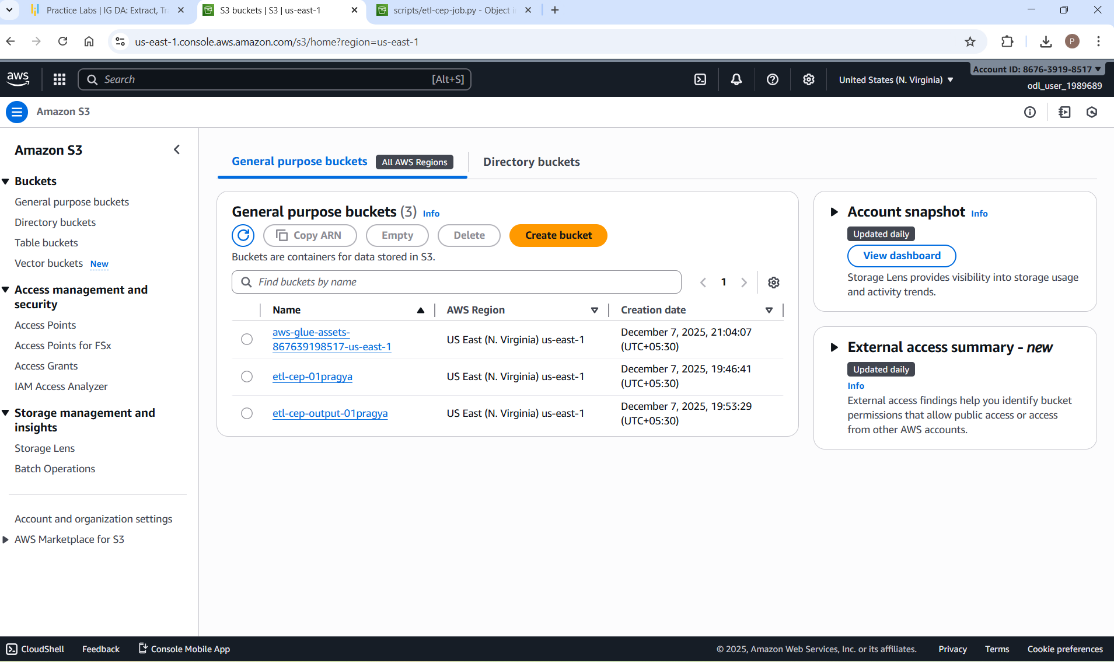 Practice Labs | IG DA: Extract, Tr
S3 buckets | S3 | us-east-1
scripts/etl-cep-job.py - Object i
us-east-1.console.aws.amazon.com/s3/home?region=us-east-1
P
aws
Search
[Alt+S]
United States (N. Virginia) ▼
Account ID: 8676-3919-8517 ▼
odl_user_1989689
Amazon S3
Amazon S3
Buckets
General purpose buckets
Directory buckets
Table buckets
Vector buckets New
Access management and
security
Access Points
Access Points for FSx
Access Grants
IAM Access Analyzer
Storage management and
insights
Storage Lens
Batch Operations
Account and organization settings
AWS Marketplace for S3
General purpose buckets All AWS Regions
Directory buckets
General purpose buckets (3) Info
Copy ARN
Empty
Delete
Create bucket
Buckets are containers for data stored in S3.
Find buckets by name
1
Name
AWS Region
Creation date
aws-glue-assets-
867639198517-us-east-1
US East (N. Virginia) us-east-1
December 7, 2025, 21:04:07
(UTC+05:30)
etl-cep-01pragya
US East (N. Virginia) us-east-1
December 7, 2025, 19:46:41
(UTC+05:30)
etl-cep-output-01pragya
US East (N. Virginia) us-east-1
December 7, 2025, 19:53:29
(UTC+05:30)
Account snapshot Info
Updated daily
View dashboard
Storage Lens provides visibility into storage usage
and activity trends.
External access summary - new
Updated daily
Info
External access findings help you identify bucket
permissions that allow public access or access
from other AWS accounts.
CloudShell
Feedback
Console Mobile App
© 2025, Amazon Web Services, Inc. or its affiliates.
Privacy
Terms
Cookie preferences